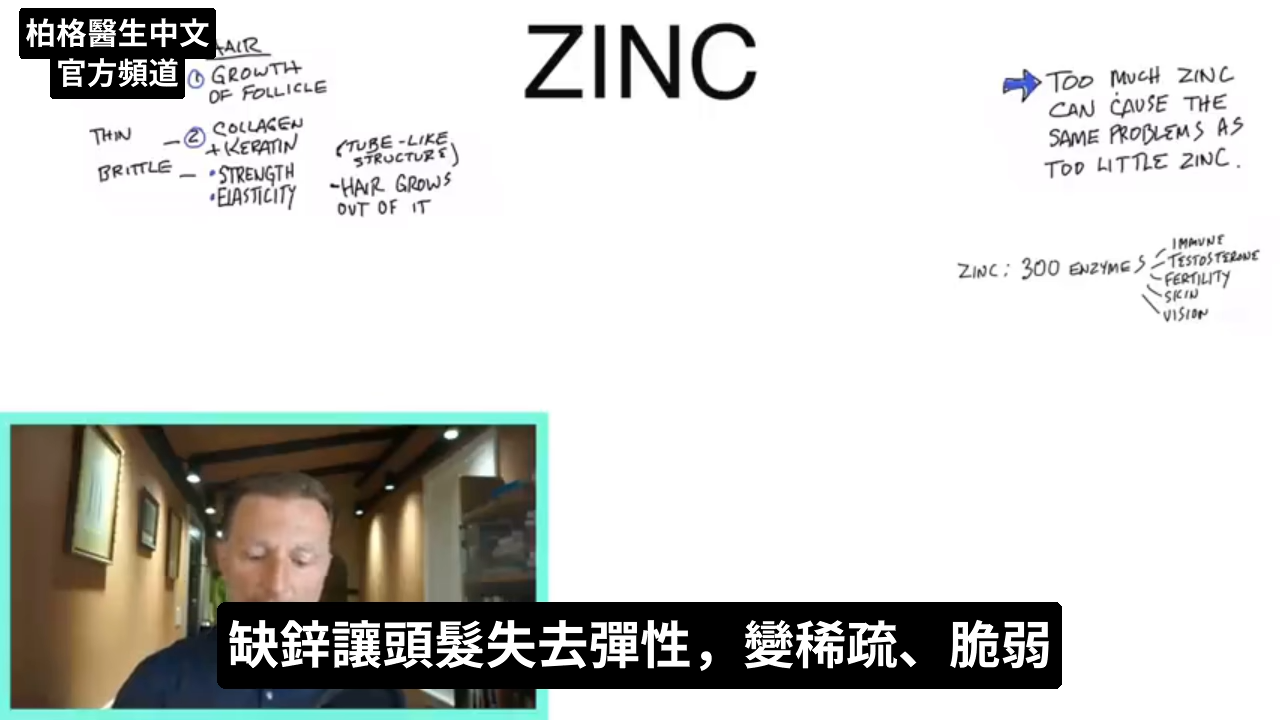 柏格醫生中文
官方頻道
ZINC
HAIR
① GROWTH
OF FOLLICLE
THIN
BRITTLE
② COLLAGEN
+ KERATIN
• STRENGTH
• ELASTICITY
(TUBE-LIKE
STRUCTURE)
- HAIR GROWS
OUT OF IT
TOO MUCH ZINC
CAN CAUSE THE
SAME PROBLEMS AS
TOO LITTLE ZINC.
ZINC: 300 ENZYMES
IMMUNE
TESTOSTERONE
FERTILITY
SKIN
VISION
缺鋅讓頭髮失去彈性，變稀疏、脆弱